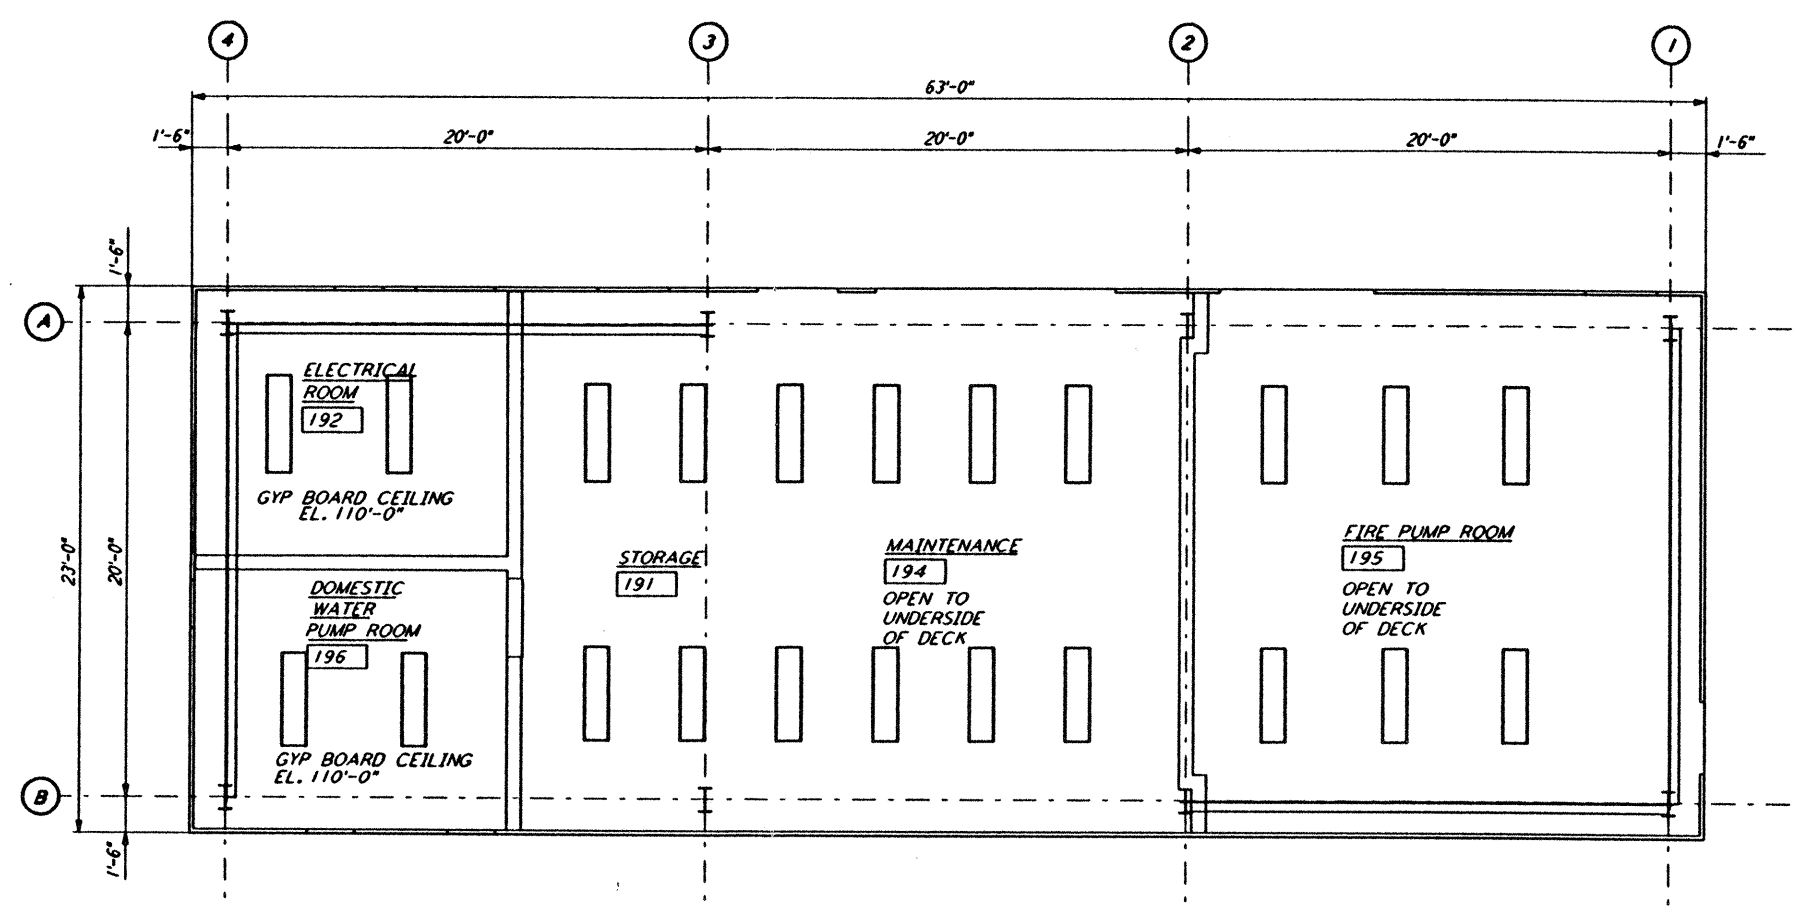 4 3 2 1
63'-0"
1'-6" 20'-0" 20'-0" 20'-0" 1'-6"
1'-6"
A
23'-0"
20'-0"
B
1'-6"
ELECTRICAL
ROOM
192
GYP BOARD CEILING
EL. 110'-0"
DOMESTIC
WATER
PUMP ROOM
196
GYP BOARD CEILING
EL. 110'-0"
STORAGE
191
MAINTENANCE
194
OPEN TO
UNDERSIDE
OF DECK
FIRE PUMP ROOM
195
OPEN TO
UNDERSIDE
OF DECK